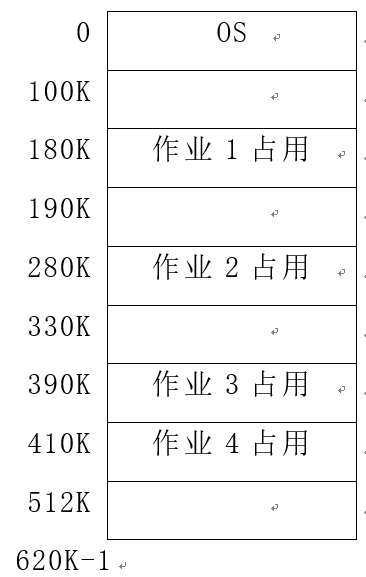 0 OS
100K
180K 作业 1 占用
190K
280K 作业 2 占用
330K
390K 作业 3 占用
410K 作业 4 占用
512K
620K-1